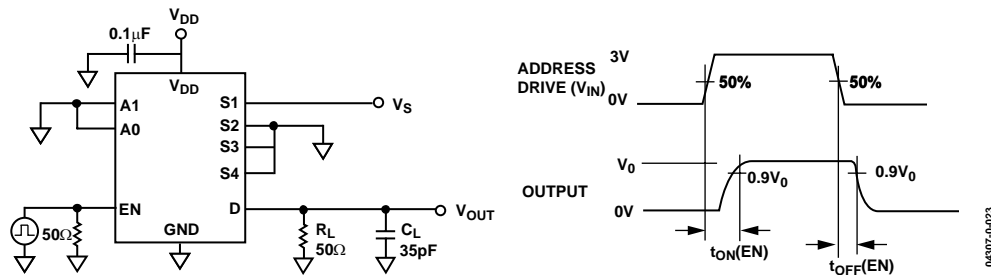 V_DD
0.1μF
V_DD
A1
A0
S1
V_S
S2
S3
S4
EN
D
V_OUT
50Ω
GND
R_L
50Ω
C_L
35pF
3V
ADDRESS
DRIVE (V_IN)
50%
50%
0V
V_0
0.9V_0
0.9V_0
OUTPUT
0V
t_ON(EN)
t_OFF(EN)
04307-0-023